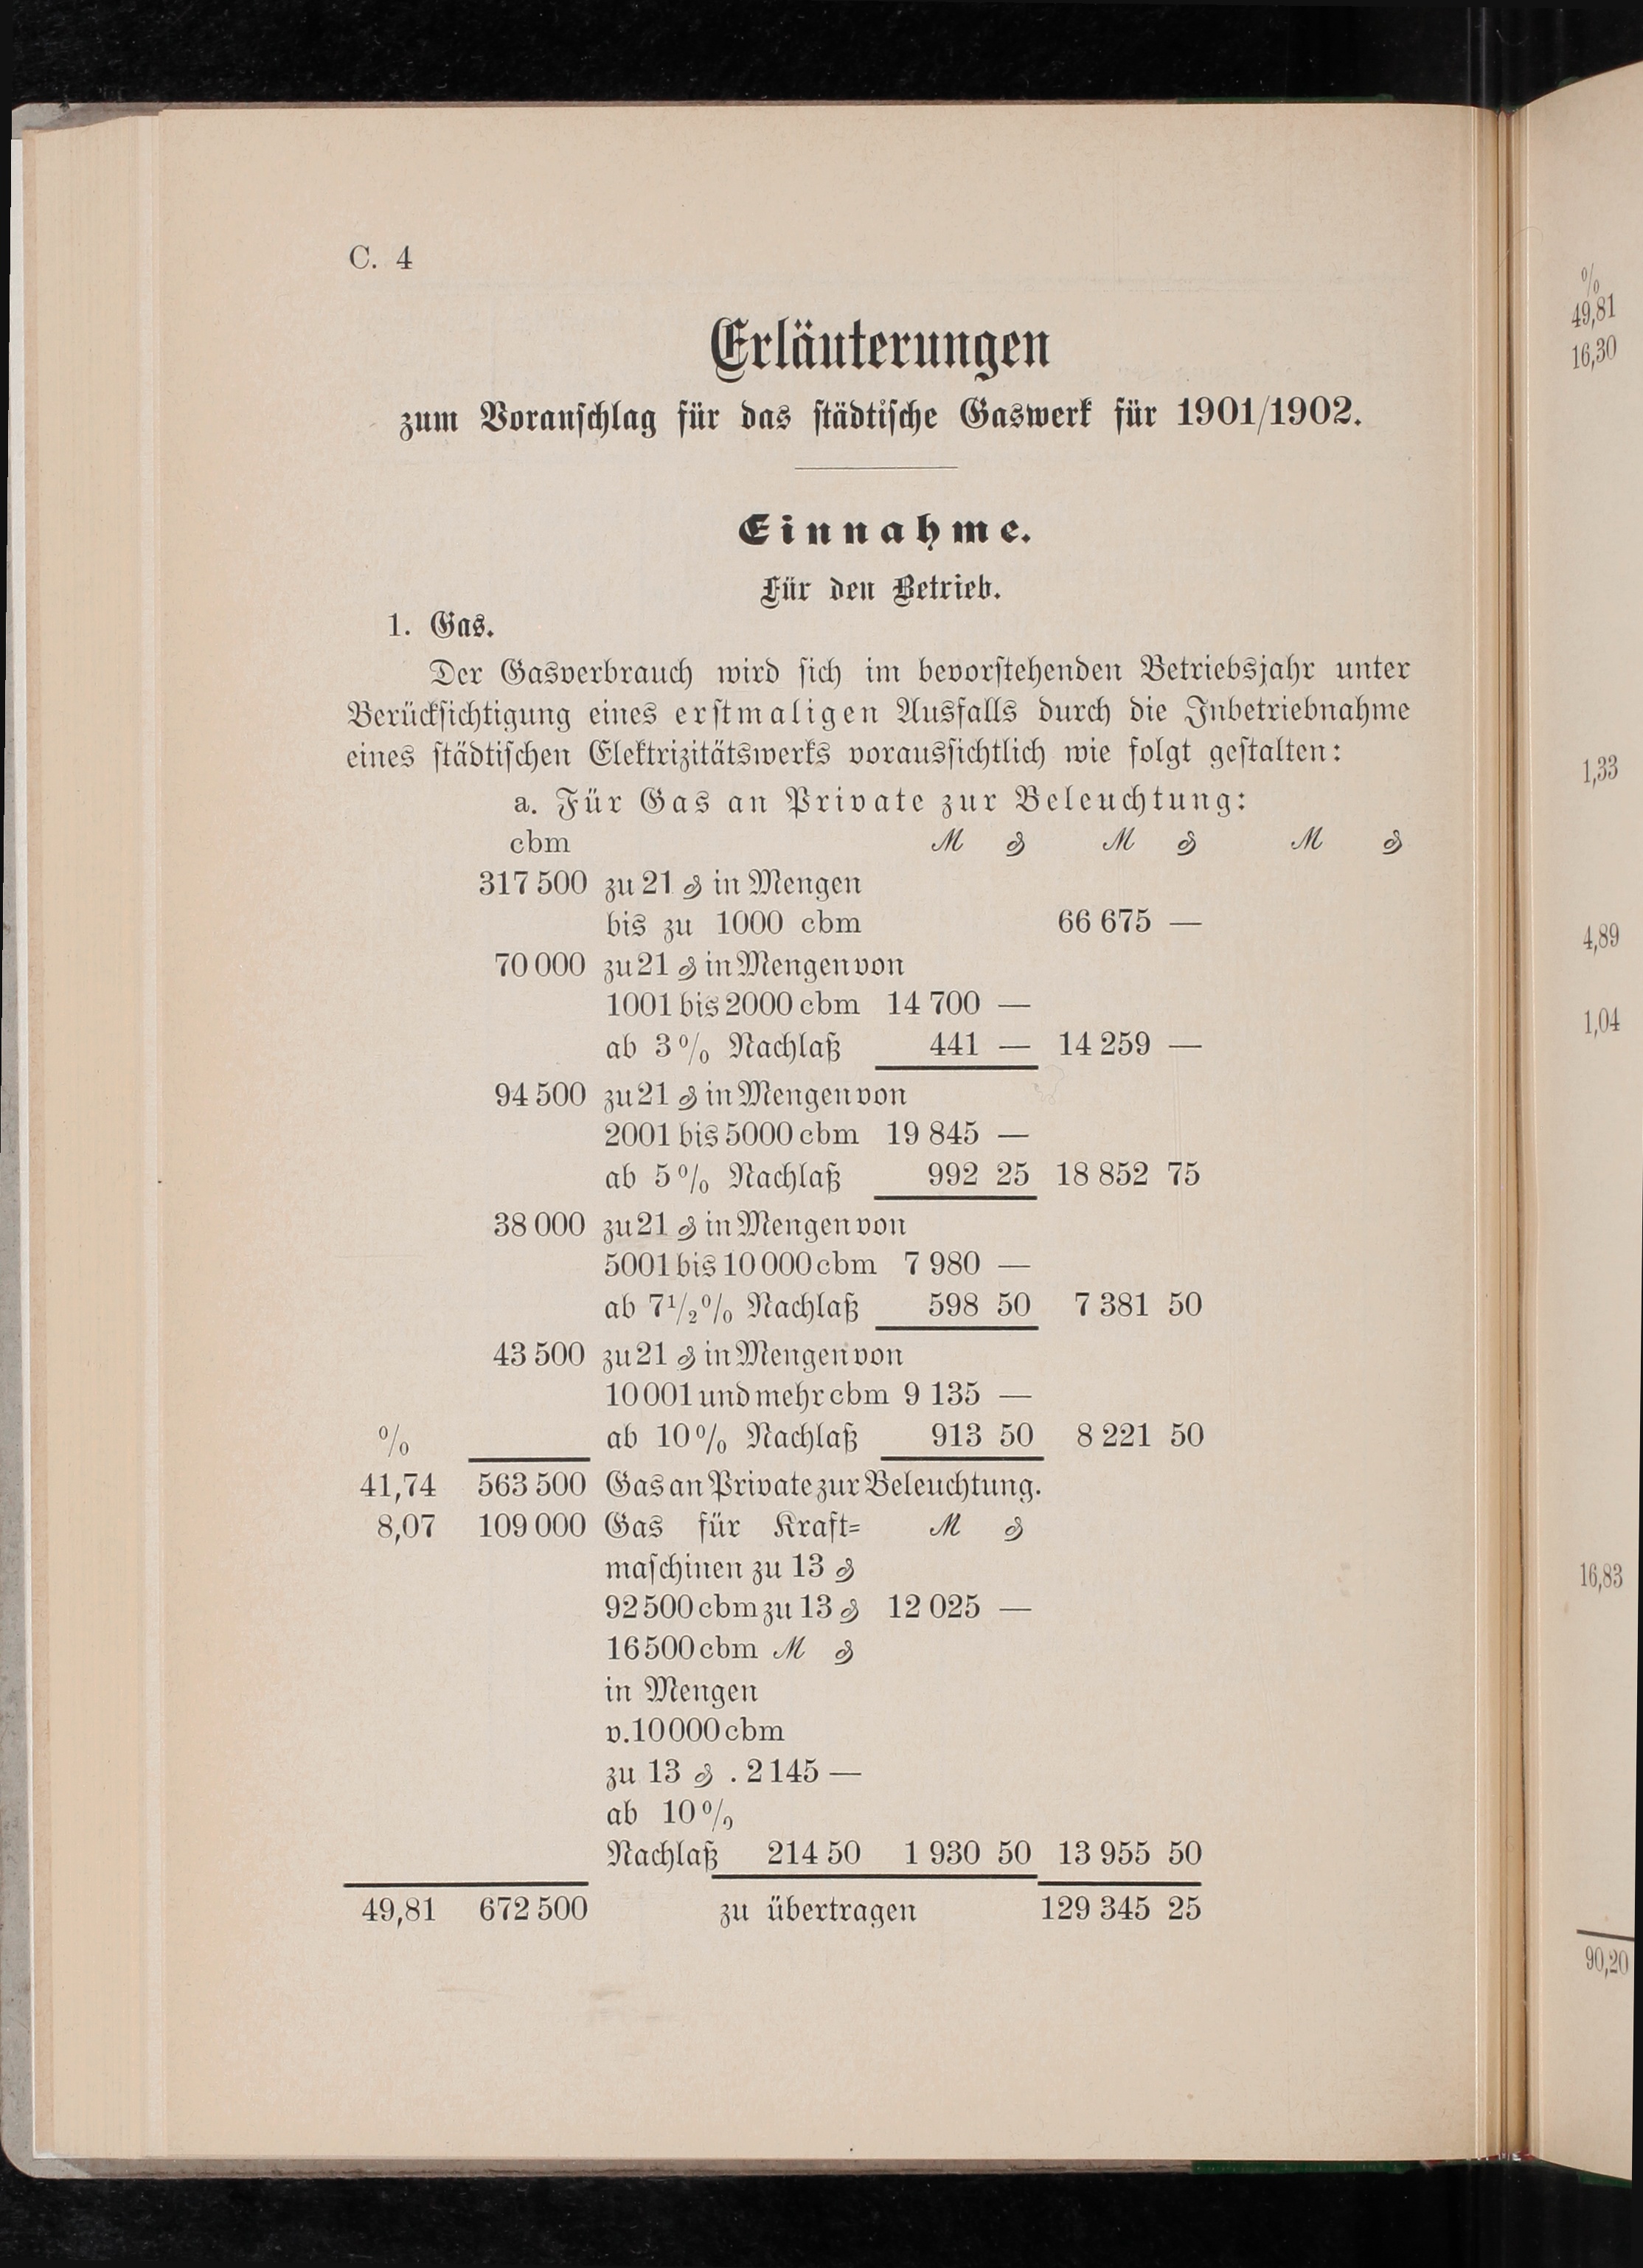 C. 4
Erläuterungen
zum Voranschlag für das städtische Gaswerk für 1901/1902.
Einnahme.
Für den Betrieb.
1. Gas.
Der Gasverbrauch wird sich im bevorstehenden Betriebsjahr unter
Berücksichtigung eines erstmaligen Ausfalls durch die Inbetriebnahme
eines städtischen Elektrizitätswerks voraussichtlich wie folgt gestalten:
a. Für Gas an Private zur Beleuchtung:
cbm ℳ ₰ ℳ ₰ ℳ ₰
317 500 zu 21 ₰ in Mengen
bis zu 1000 cbm 66 675 —
70 000 zu 21 ₰ in Mengen von
1001 bis 2000 cbm 14 700 —
ab 3 % Nachlaß 441 — 14 259 —
94 500 zu 21 ₰ in Mengen von
2001 bis 5000 cbm 19 845 —
ab 5 % Nachlaß 992 25 18 852 75
38 000 zu 21 ₰ in Mengen von
5001 bis 10 000 cbm 7 980 —
ab 7 1/2 % Nachlaß 598 50 7 381 50
43 500 zu 21 ₰ in Mengen von
10 001 und mehr cbm 9 135 —
% ab 10 % Nachlaß 913 50 8 221 50
41,74 563 500 Gas an Private zur Beleuchtung.
8,07 109 000 Gas für Kraft= ℳ ₰
maschinen zu 13 ₰
92 500 cbm zu 13 ₰ 12 025 —
16 500 cbm ℳ ₰
in Mengen
v. 10 000 cbm
zu 13 ₰ . 2 145 —
ab 10 %
Nachlaß 214 50 1 930 50 13 955 50
49,81 672 500 zu übertragen 129 345 25
%
49,81
16,30
1,33
4,89
1,04
16,83
90,20